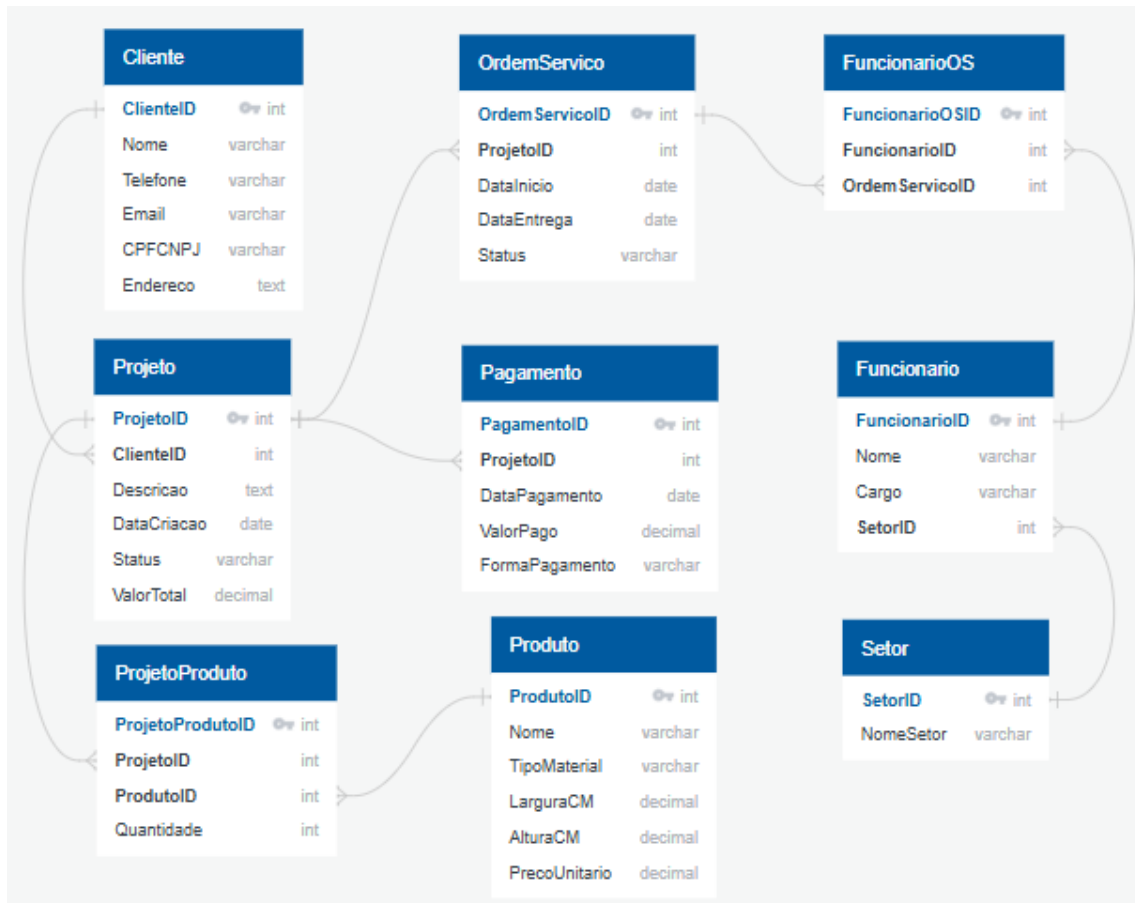 Cliente
ClienteID int
Nome varchar
Telefone varchar
Email varchar
CPFCNPJ varchar
Endereco text
OrdemServico
OrdemServicoID int
ProjetoID int
DataInicio date
DataEntrega date
Status varchar
FuncionarioOS
FuncionarioOSID int
FuncionarioID int
OrdemServicoID int
Projeto
ProjetoID int
ClienteID int
Descricao text
DataCriacao date
Status varchar
ValorTotal decimal
Pagamento
PagamentoID int
ProjetoID int
DataPagamento date
ValorPago decimal
FormaPagamento varchar
Funcionario
FuncionarioID int
Nome varchar
Cargo varchar
SetorID int
ProjetoProduto
ProjetoProdutoID int
ProjetoID int
ProdutoID int
Quantidade int
Produto
ProdutoID int
Nome varchar
TipoMaterial varchar
LarguraCM decimal
AlturaCM decimal
PrecoUnitario decimal
Setor
SetorID int
NomeSetor varchar